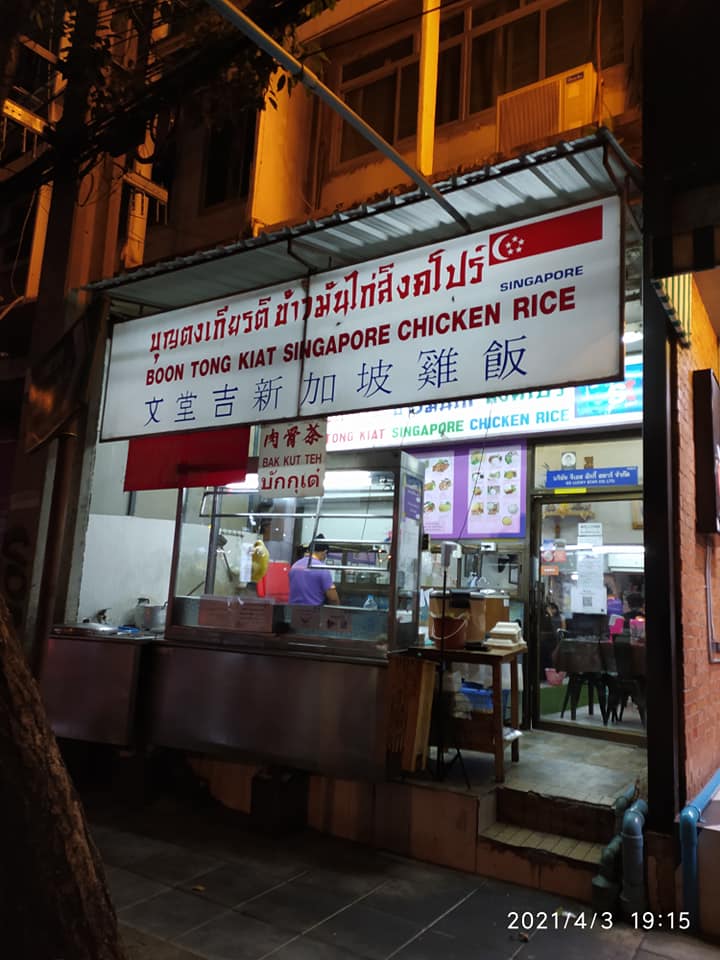 บุญตงเกียรติ ข้าวมันไก่สิงคโปร์
SINGAPORE
BOON TONG KIAT SINGAPORE CHICKEN RICE
文堂吉新加坡雞飯
TONG KIAT SINGAPORE CHICKEN RICE
肉骨茶
BAK KUT TEH
บักกุเต๋
2021/4/3 19:15